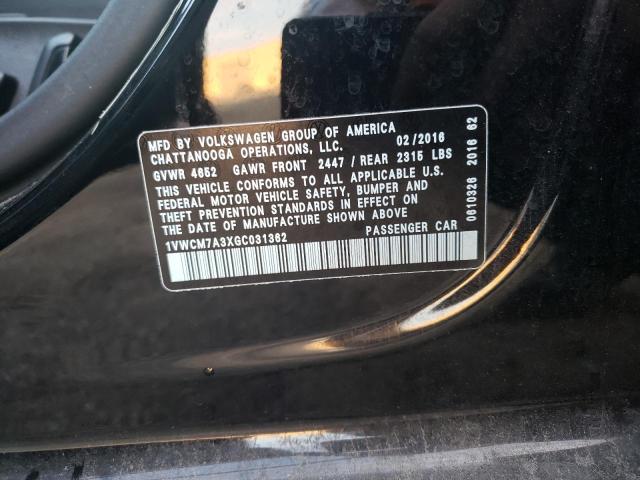 MFD BY VOLKSWAGEN GROUP OF AMERICA
CHATTANOOGA OPERATIONS, LLC. 02/2016
GVWR 4652 GAWR FRONT 2447 / REAR 2315 LBS
THIS VEHICLE CONFORMS TO ALL APPLICABLE U.S.
FEDERAL MOTOR VEHICLE SAFETY, BUMPER AND
THEFT PREVENTION STANDARDS IN EFFECT ON
THE DATE OF MANUFACTURE SHOWN ABOVE
1VWCM7A3XGC031362 PASSENGER CAR
0610326 2016 62